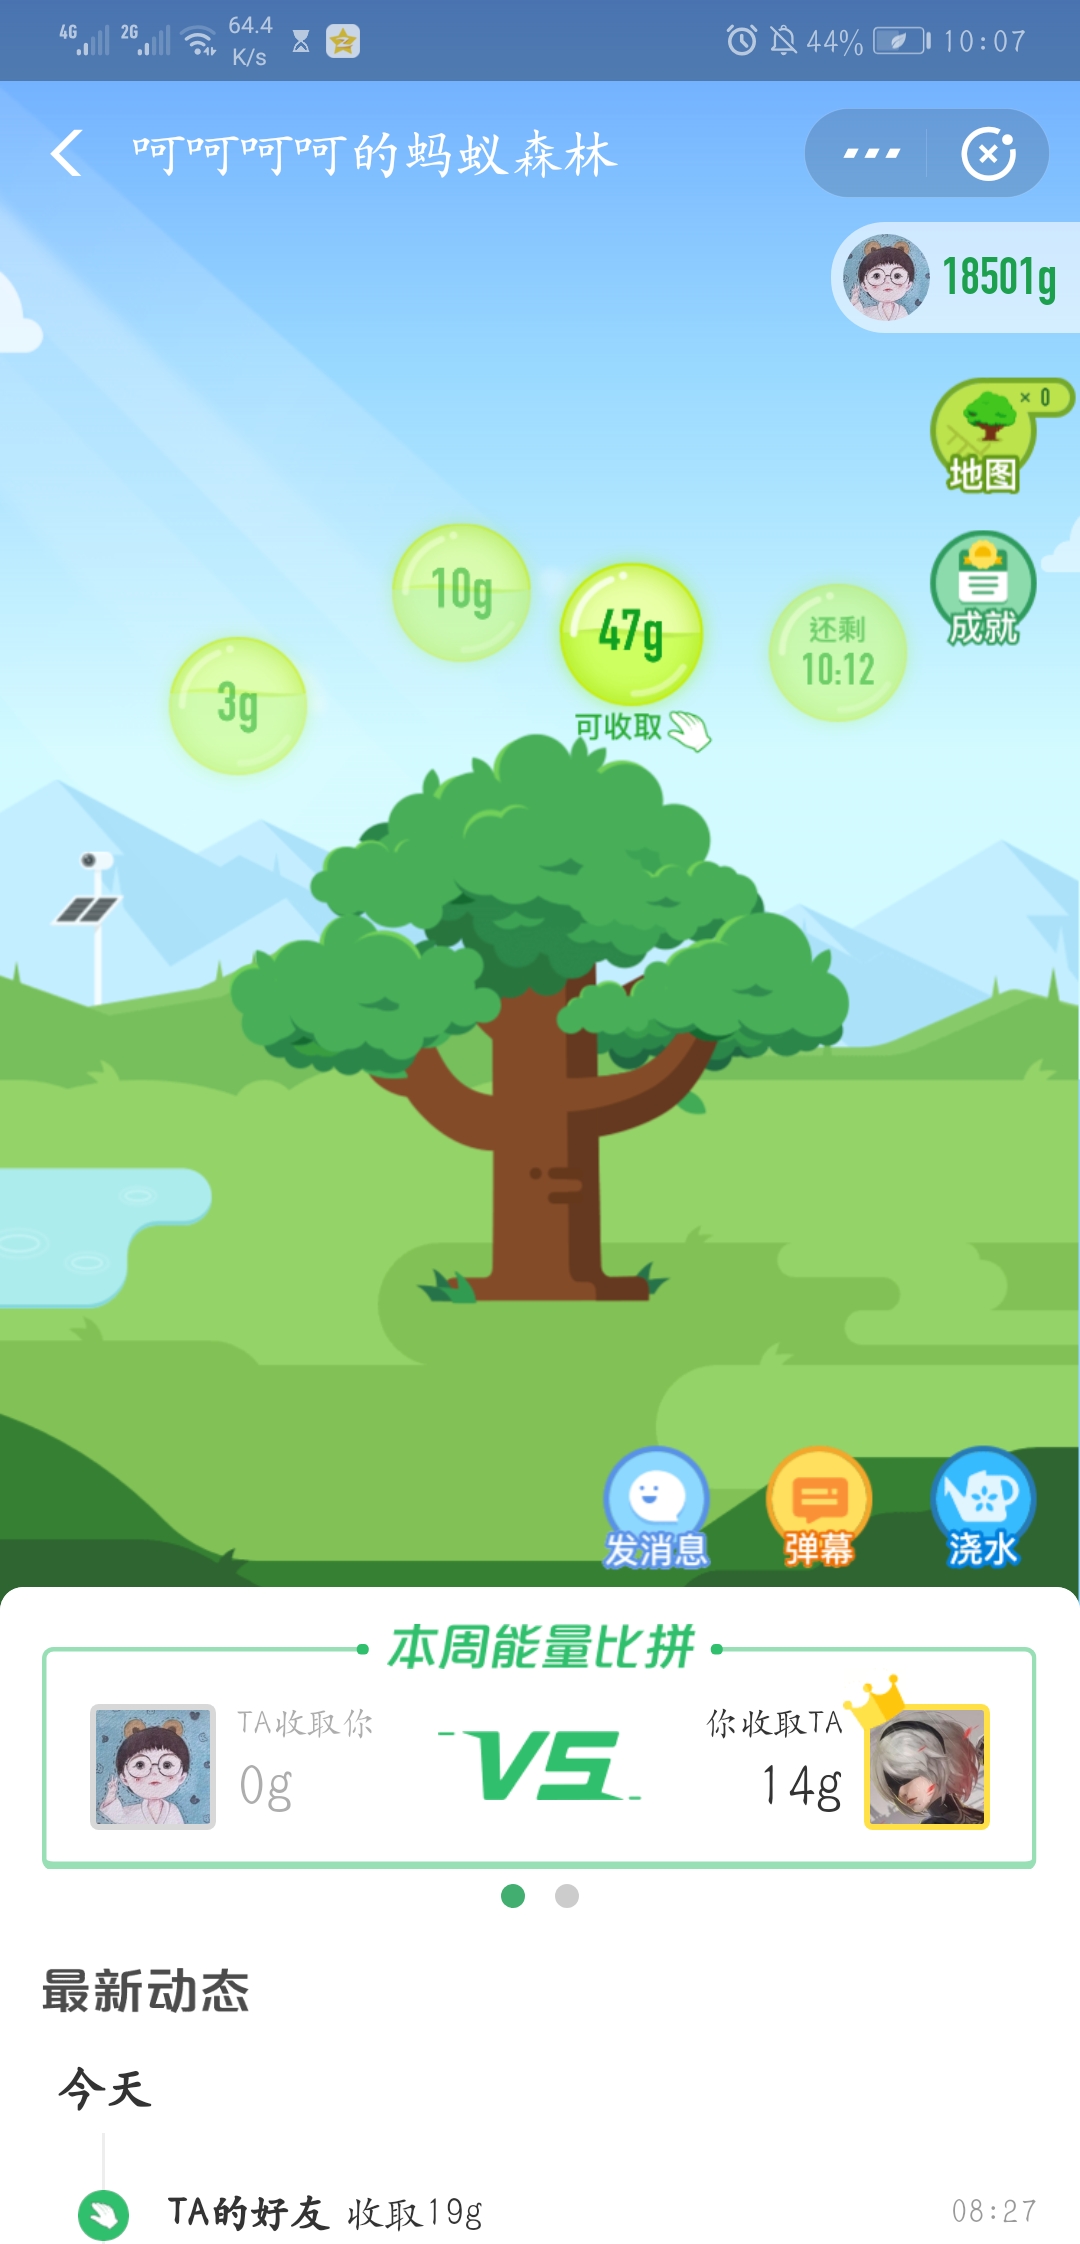 4G 2G 64.4 K/s 44% 10:07
呵呵呵呵的蚂蚁森林
18501g
× 0
地图
成就
10g
47g
还剩
10:12
3g
可收取
发消息
弹幕
浇水
本周能量比拼
TA收取你
0g
VS
你收取TA
14g
最新动态
今天
TA的好友 收取19g 08:27